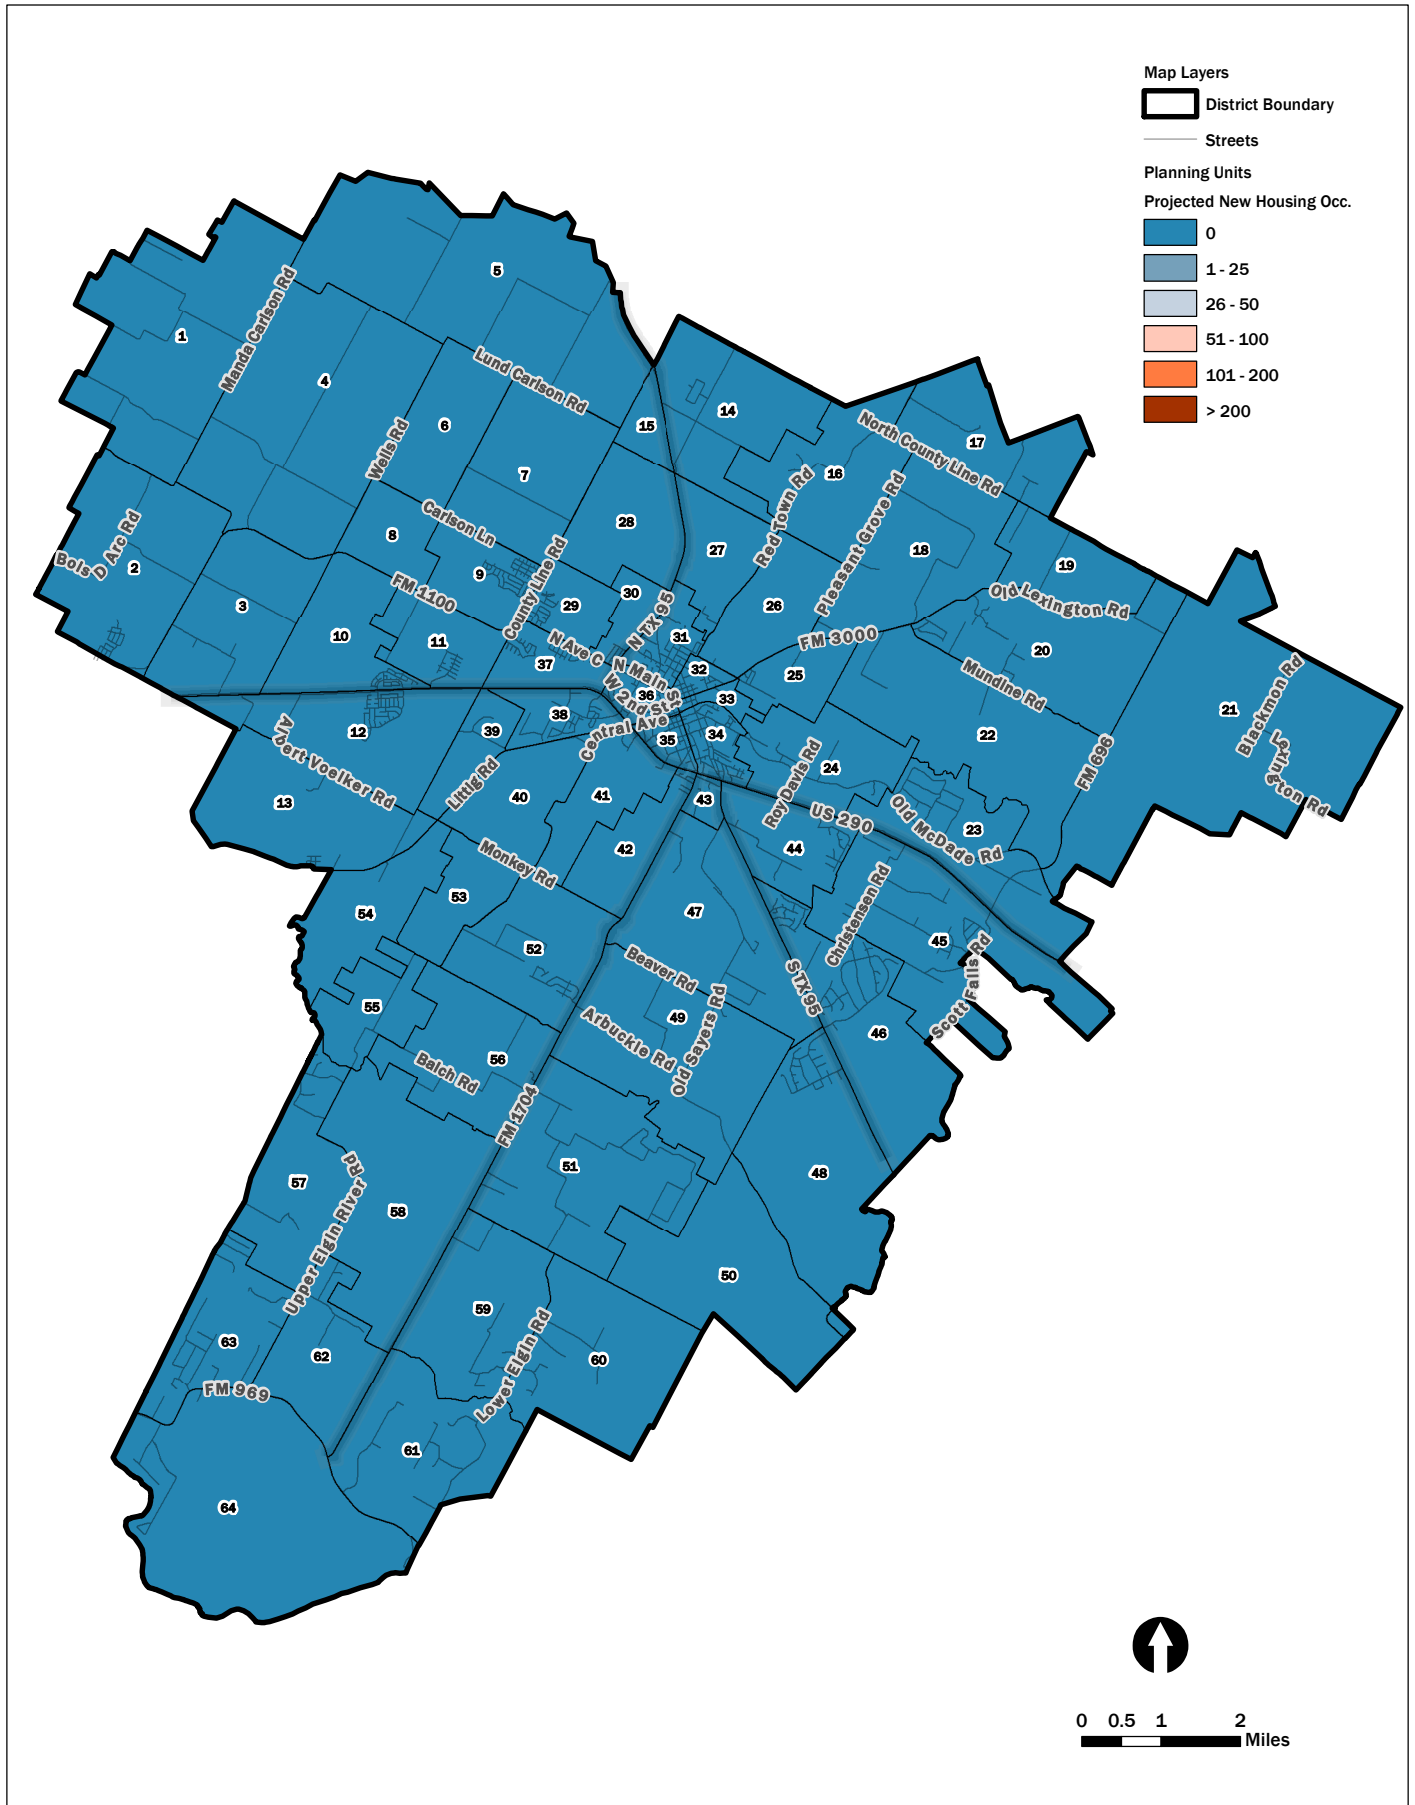 Map Layers
District Boundary
Streets
Planning Units
Projected New Housing Occ.
0
1 - 25
26 - 50
51 - 100
101 - 200
> 200
5
1
Manda Carlson Rd
4
Lund Carlson Rd
6
15
14
North County Line Rd
17
Wells Rd
7
16
Red Town Rd
Pleasant Grove Rd
Carlson Ln
28
27
18
8
Bois D Arc Rd
2
9
County Line Rd
19
FM 1100
30
29
26
Old Lexington Rd
3
N TX 95
10
11
31
FM 3000
20
N Ave C
37
N Main St
32
25
Mundine Rd
Blackmon Rd
36
33
W 2nd St
21
38
Central Ave
39
12
35
34
22
FM 696
24
Roy Davis Rd
Lexington Rd
Albert Voelker Rd
Littig Rd
13
40
41
43
US 290
Old McDade Rd
23
42
44
Monkey Rd
Christensen Rd
53
54
47
45
52
Scott Falls Rd
Beaver Rd
S TX 95
55
49
Arbuckle Rd
Old Sayers Rd
46
56
Balch Rd
FM 1704
51
48
57
Upper Elgin River Rd
58
50
59
Lower Elgin Rd
63
62
60
FM 969
61
64
0 0.5 1 2
Miles